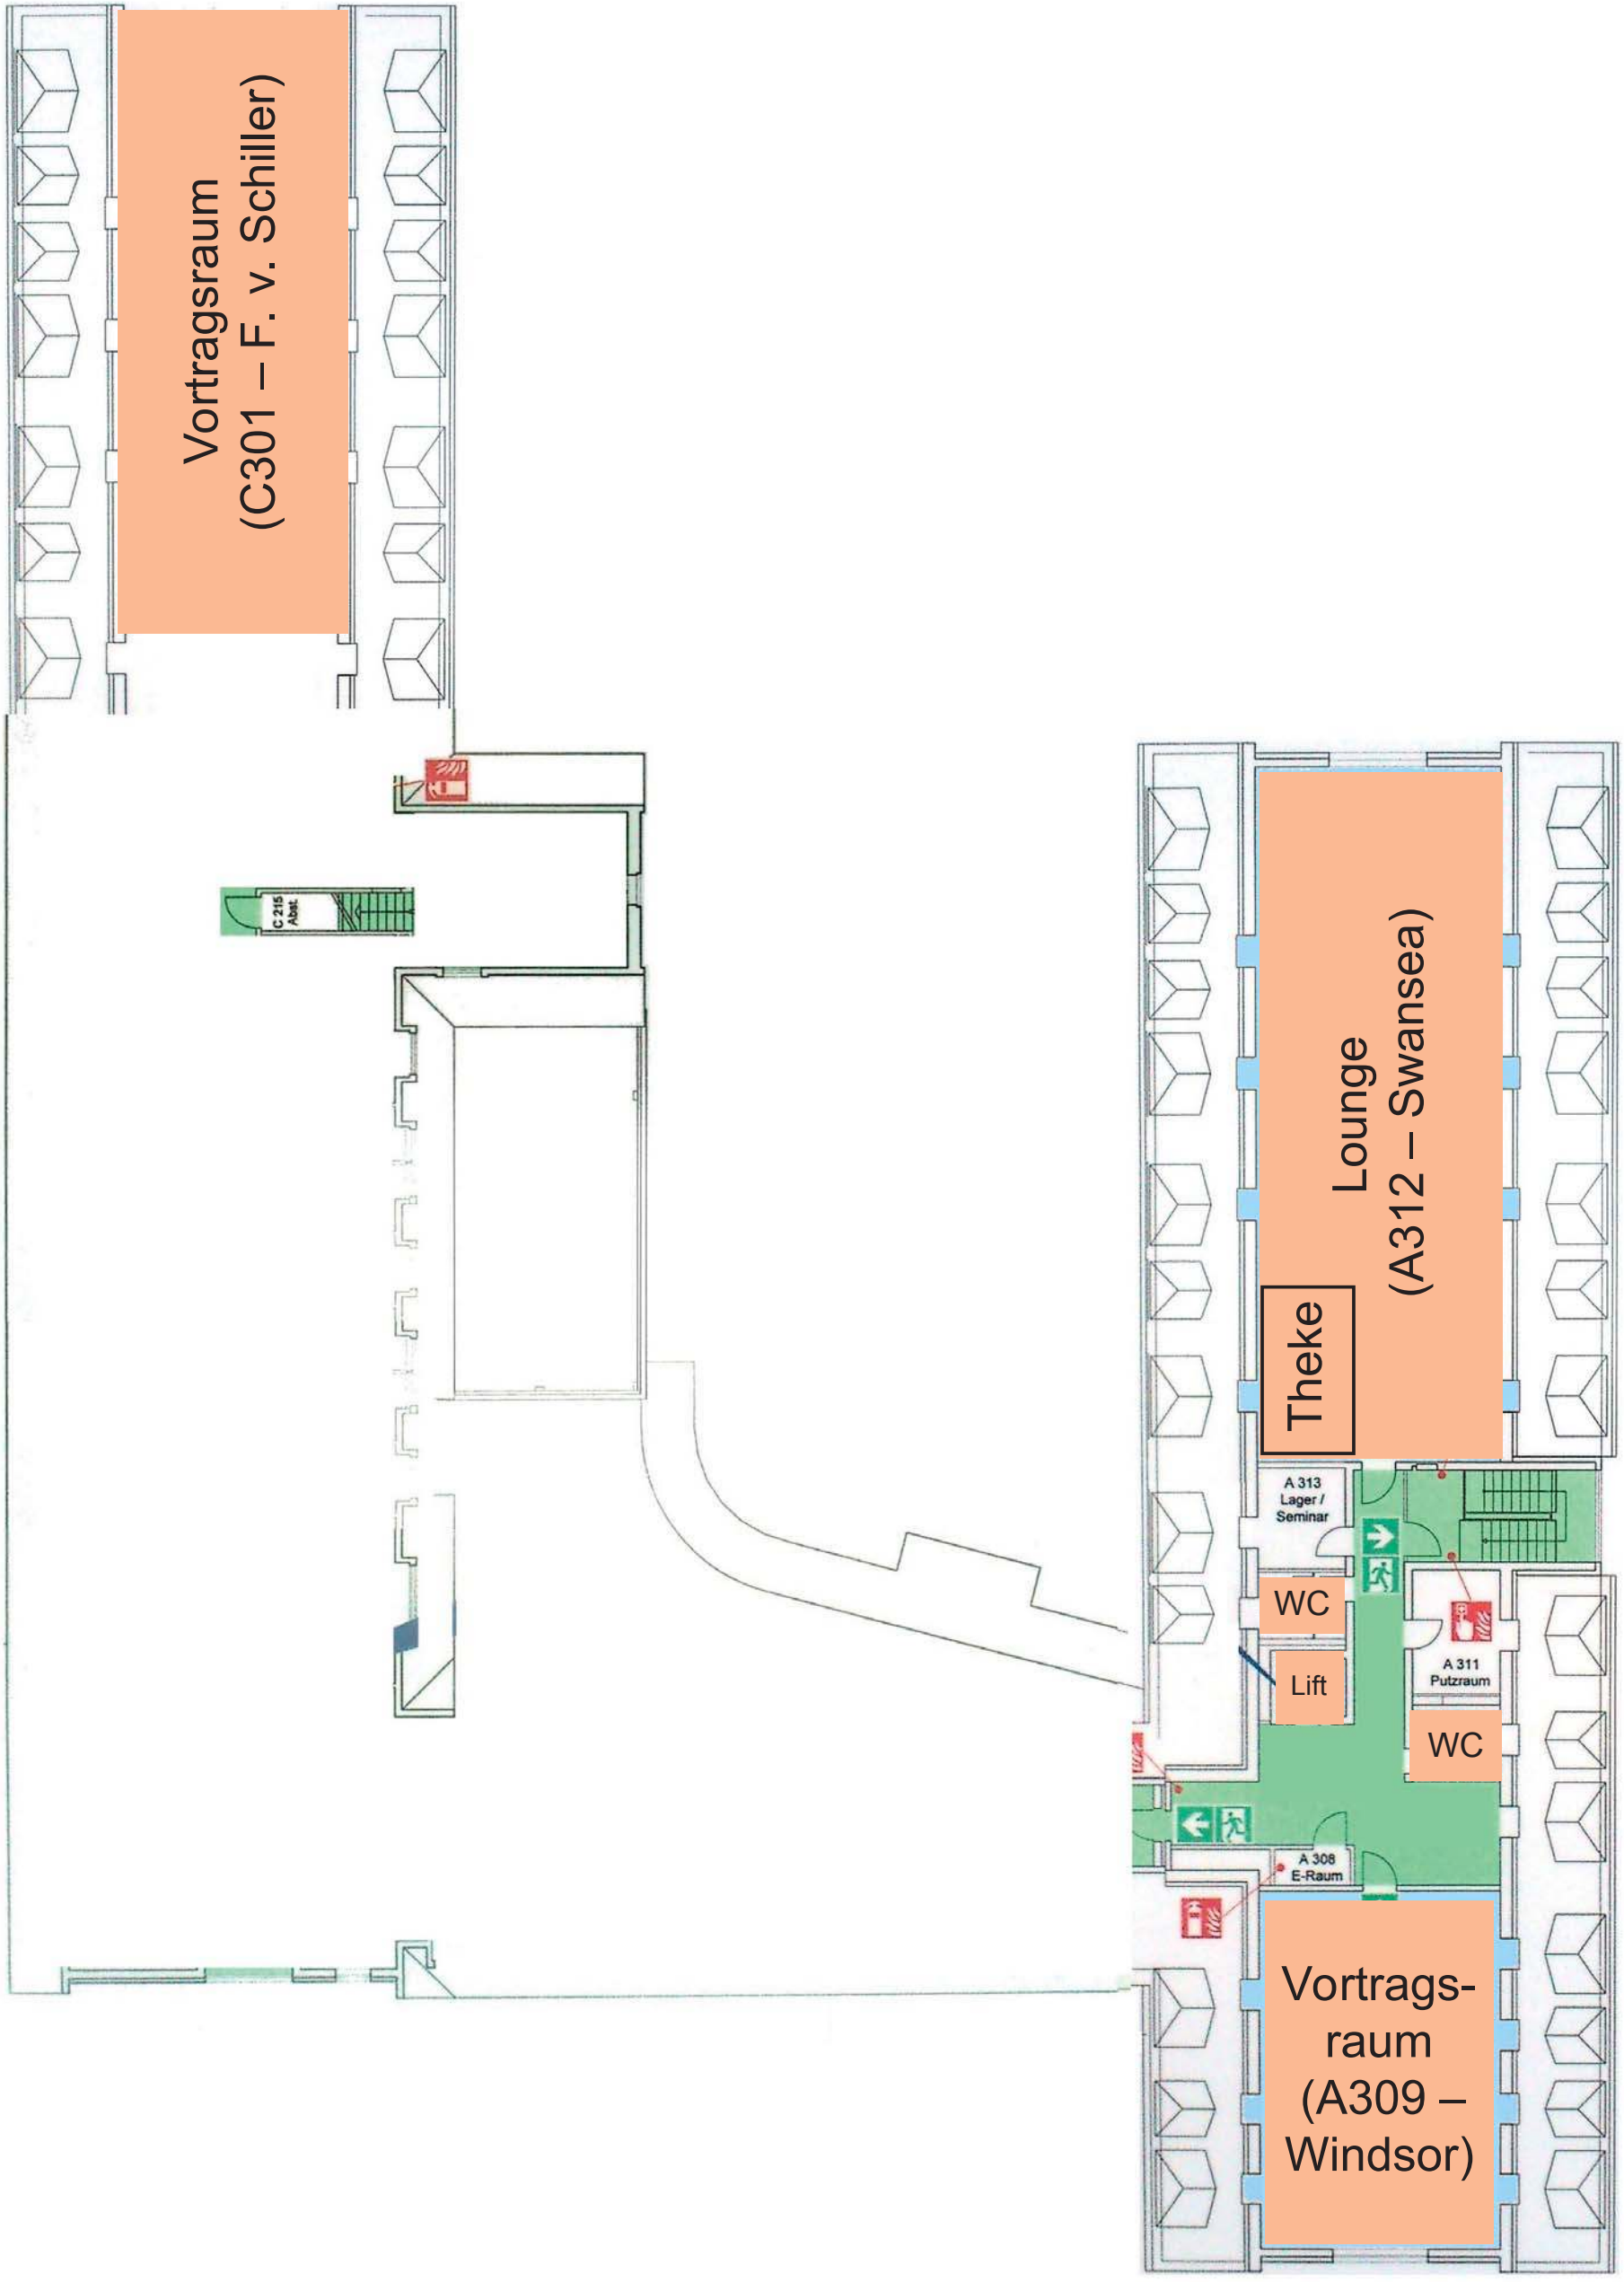 Vortragsraum
(C301 – F. v. Schiller)
C 215
Abst.
Lounge
(A312 – Swansea)
Theke
A 313
Lager /
Seminar
WC
Lift
A 311
Putzraum
WC
A 308
E-Raum
Vortrags-
raum
(A309 –
Windsor)